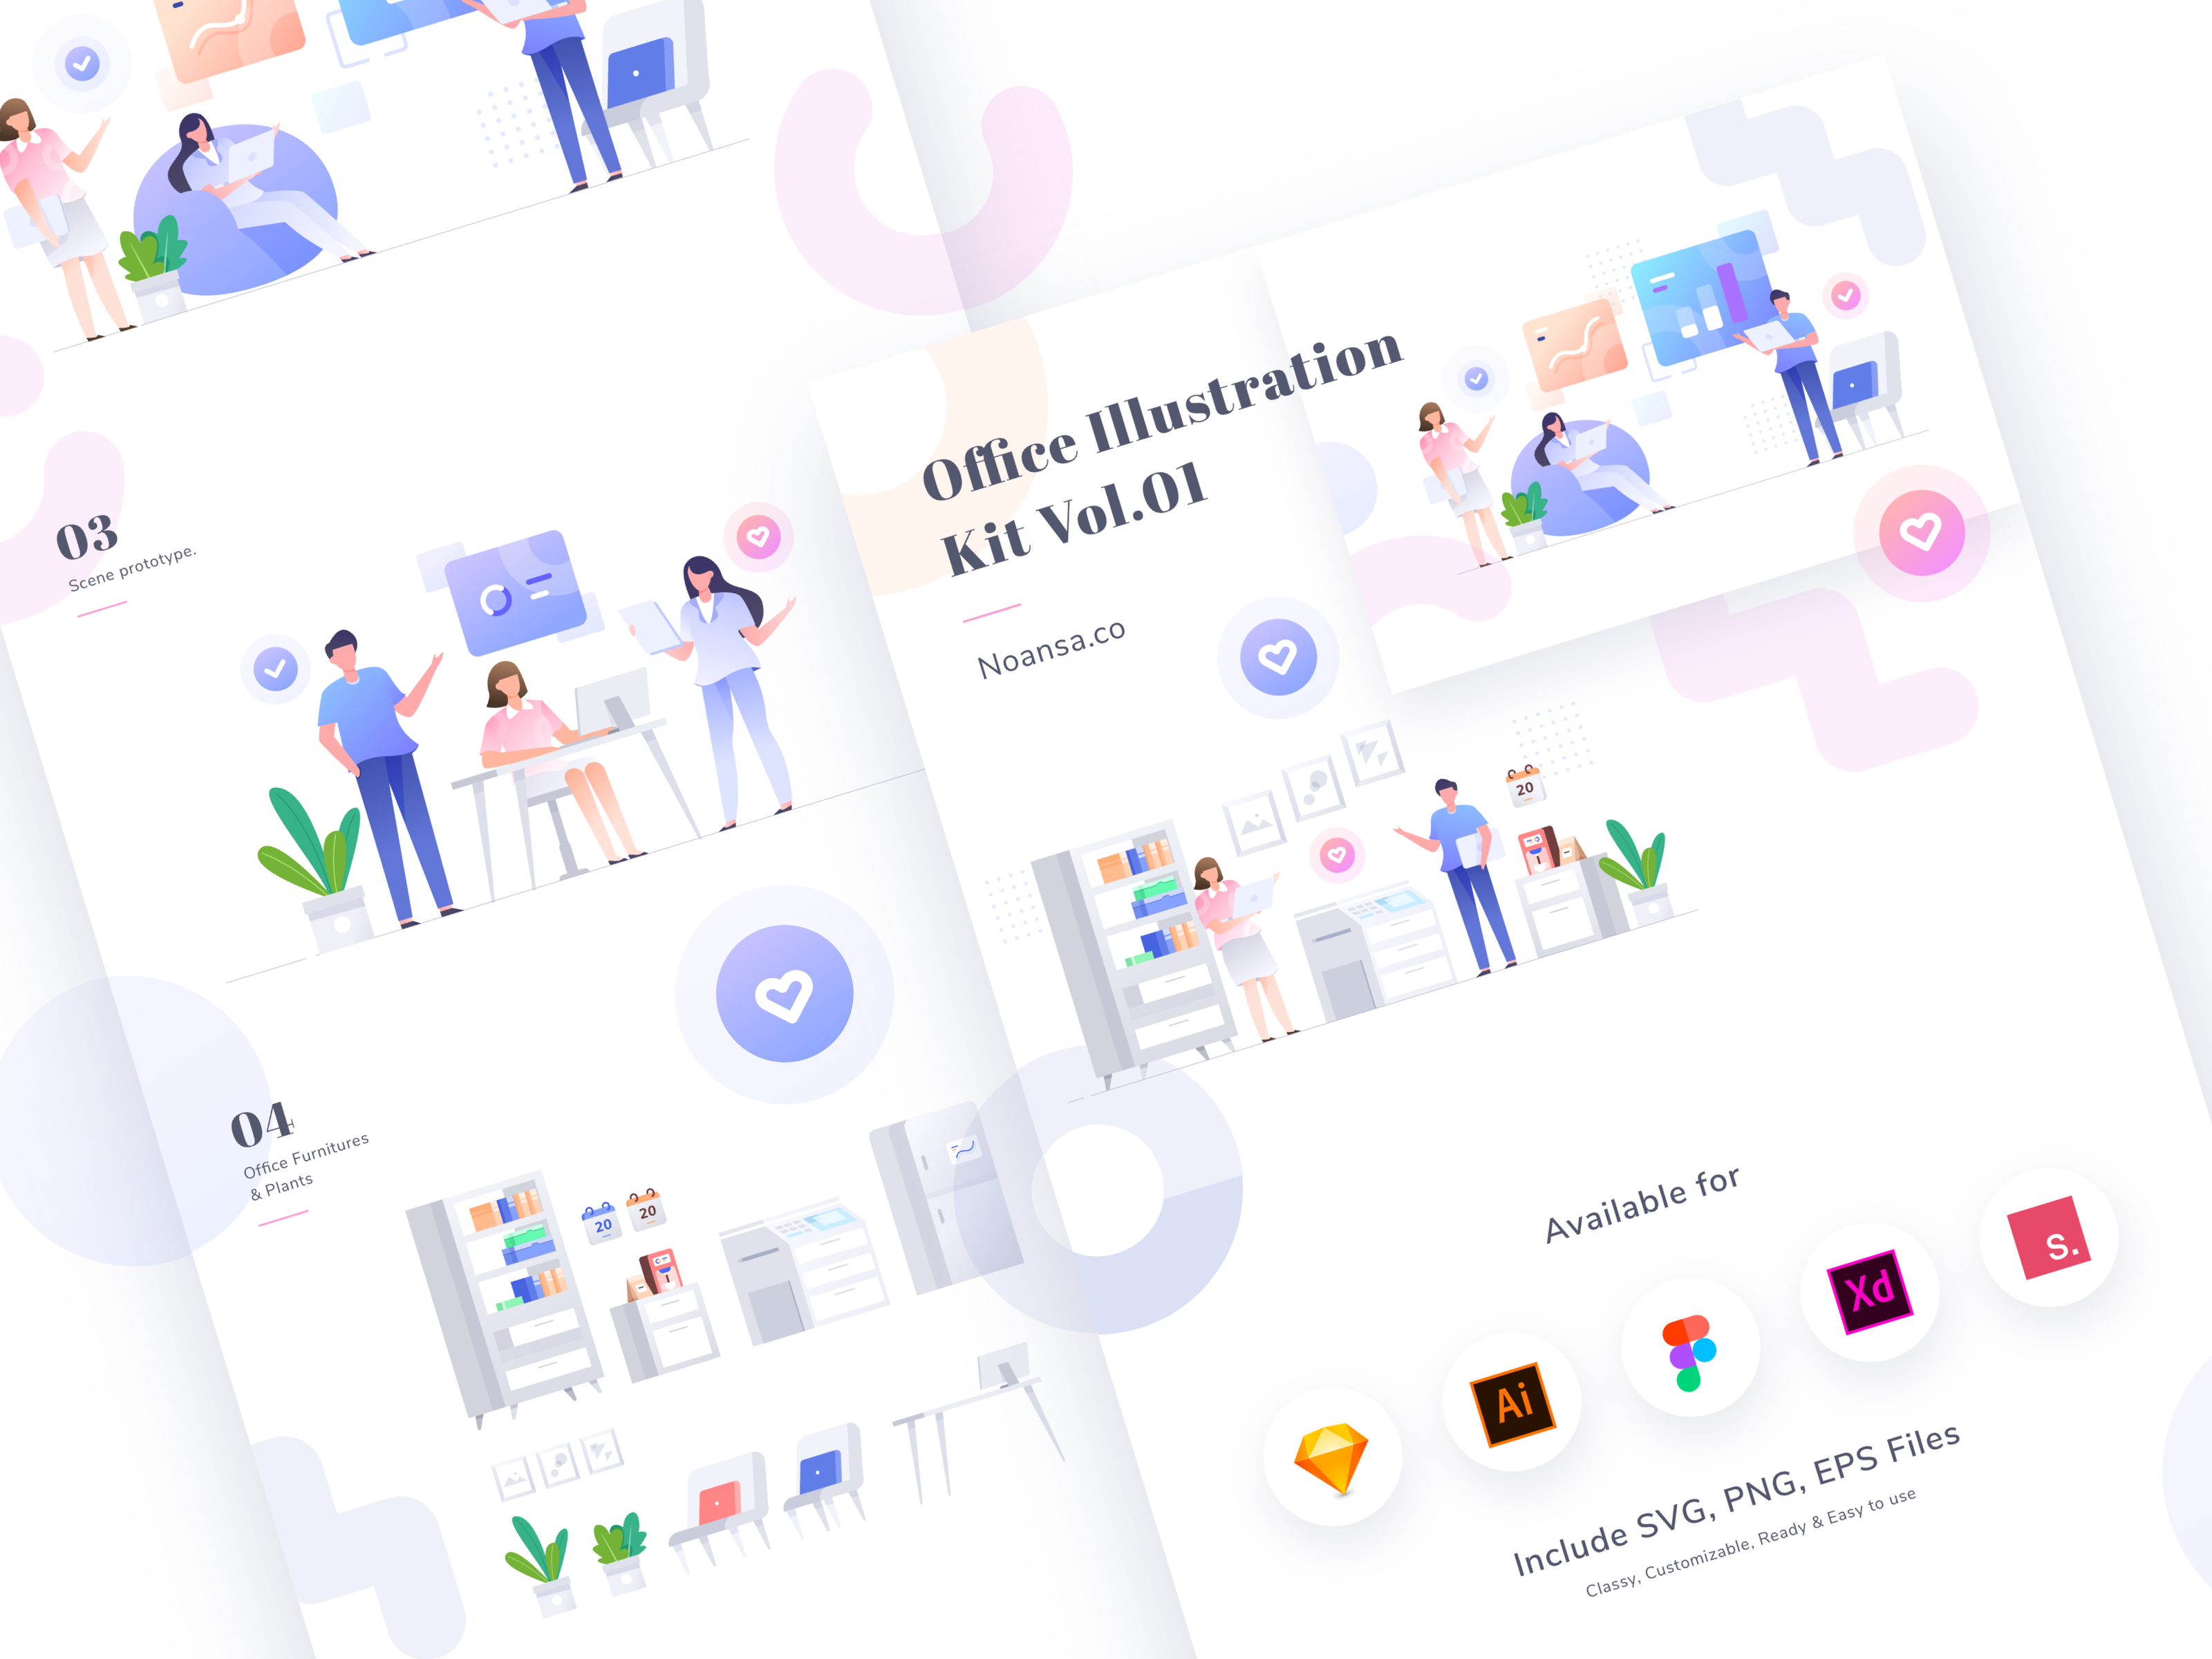 03
Scene prototype.
04
Office Furnitures
& Plants
20
20
Office Illustration
Kit Vol.01
Noansa.co
20
Available for
Ai
Xd
s.
Include SVG, PNG, EPS Files
Classy, Customizable, Ready & Easy to use